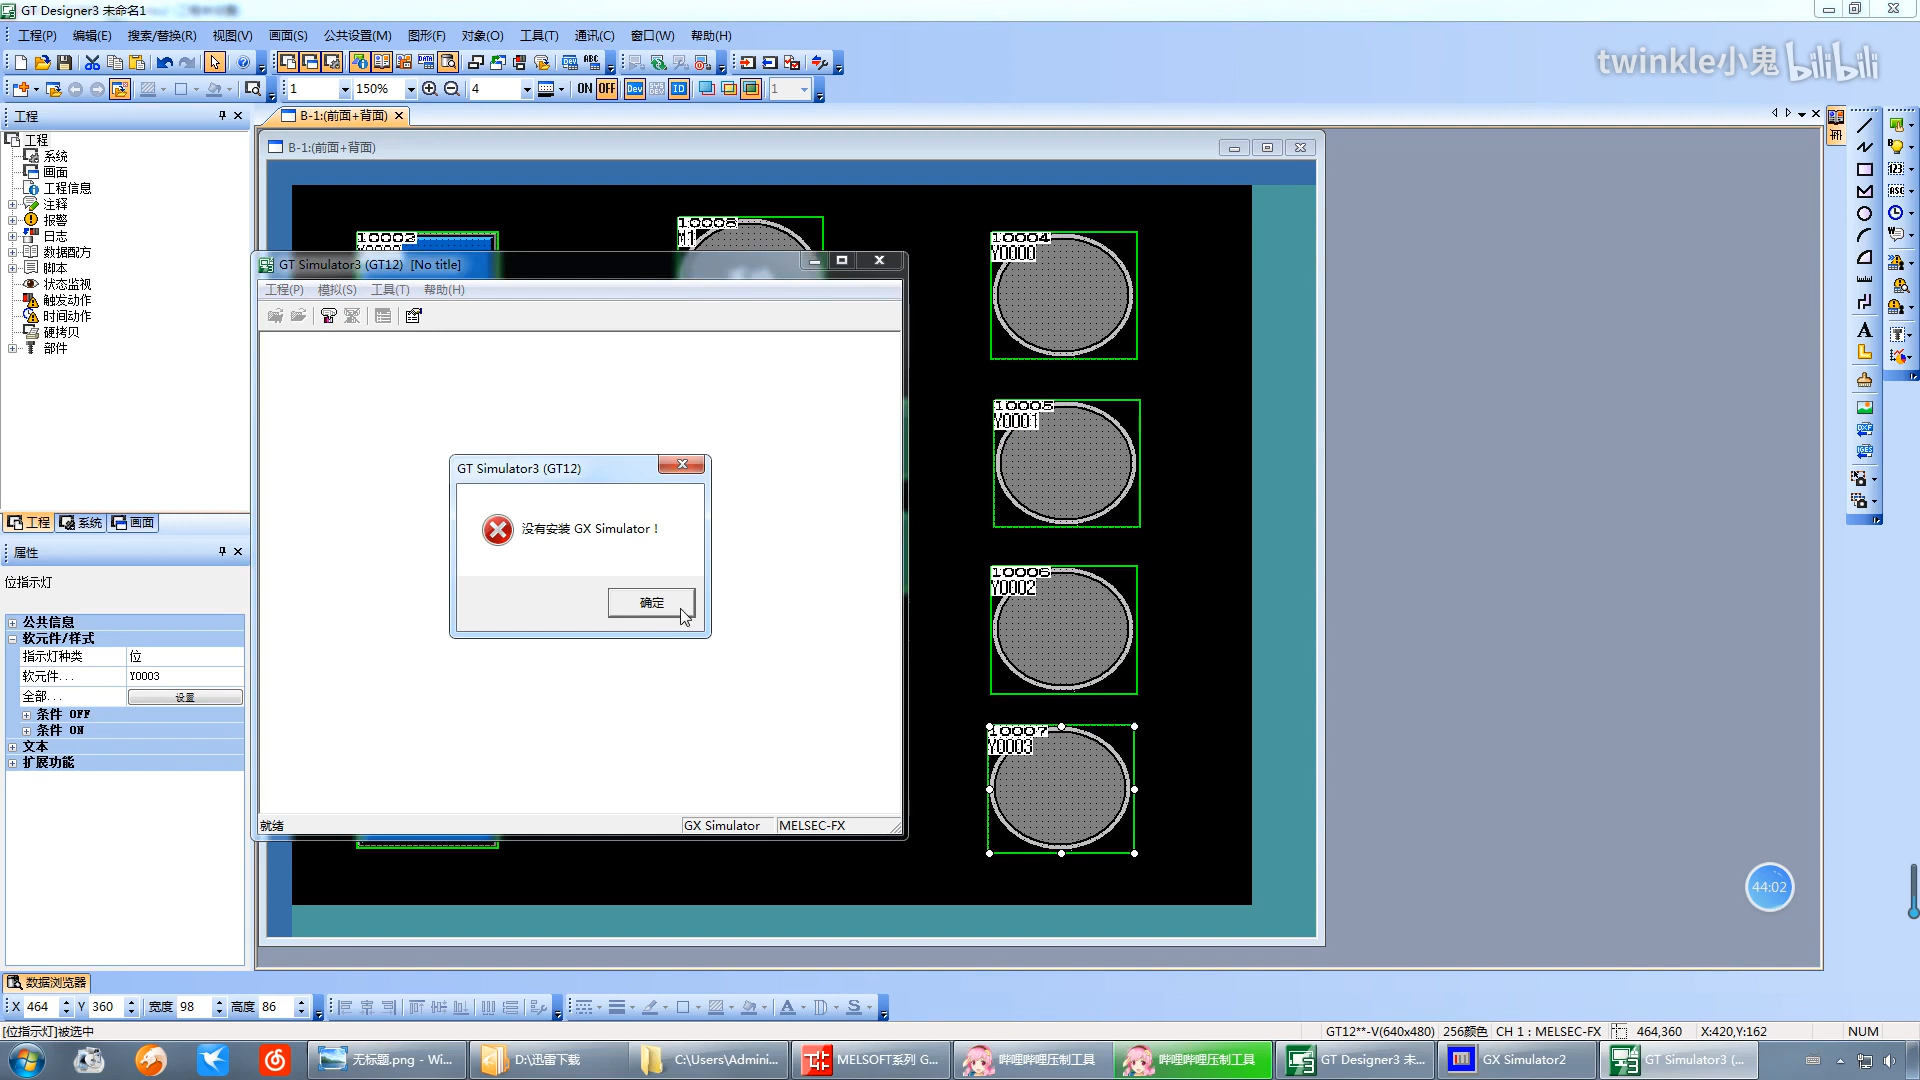 GT Designer3 未命名1
工程(P) 编辑(E) 搜索/替换(R) 视图(V) 画面(S) 公共设置(M) 图形(F) 对象(O) 工具(T) 通讯(C) 窗口(W) 帮助(H)
twinkle小鬼 bilibili
1 150% 4 ON OFF Dev ID 1
工程
B-1:(前面+背面)
B-1:(前面+背面)
工程
系统
画面
工程信息
注释
报警
日志
数据配方
脚本
状态监视
触发动作
时间动作
硬拷贝
部件
10002
10003
M1
10004
Y0000
10005
Y0001
10006
Y0002
10007
Y0003
GT Simulator3 (GT12) [No title]
工程(P) 模拟(S) 工具(T) 帮助(H)
GT Simulator3 (GT12)
没有安装 GX Simulator！
确定
就绪 GX Simulator MELSEC-FX
工程 系统 画面
属性
位指示灯
公共信息
软元件/样式
指示灯种类 位
软元件... Y0003
全部... 设置
条件 OFF
条件 ON
文本
扩展功能
44:02
数据浏览器
X 464 Y 360 宽度 98 高度 86
[位指示灯]被选中 GT12**-V(640x480) 256颜色 CH 1 : MELSEC-FX 464,360 X:420,Y:162 NUM
无标题.png - Wi... D:\迅雷下载 C:\Users\Admini... MELSOFT系列 G... 哔哩哔哩压制工具 哔哩哔哩压制工具 GT Designer3 未... GX Simulator2 GT Simulator3 (...